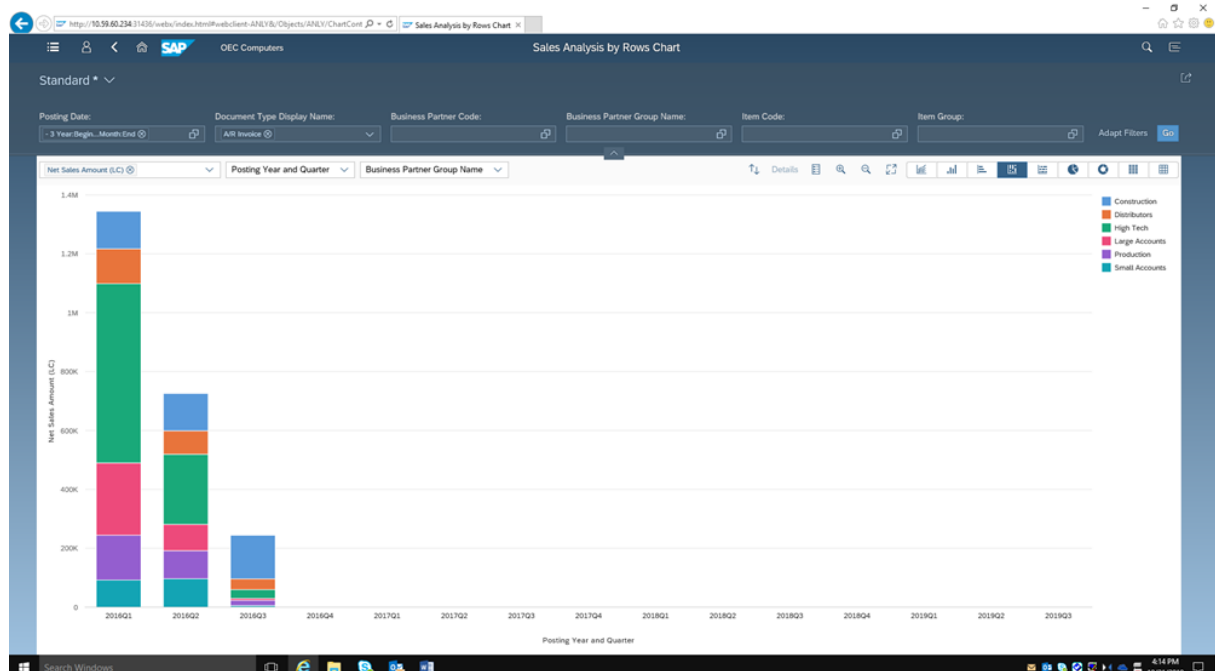 http://10.59.60.234:31436/webx/index.html#webclient-ANLY&/Objects/ANLY/ChartCont
Sales Analysis by Rows Chart
SAP
OEC Computers
Sales Analysis by Rows Chart
Standard *
Posting Date:
Document Type Display Name:
Business Partner Code:
Business Partner Group Name:
Item Code:
Item Group:
- 3 Year:Begin...Month:End
A/R Invoice
Adapt Filters
Go
Net Sales Amount (LC)
Posting Year and Quarter
Business Partner Group Name
Details
1.4M
1.2M
1M
800K
600K
400K
200K
0
Net Sales Amount (LC)
Construction
Distributors
High Tech
Large Accounts
Production
Small Accounts
2016Q1 2016Q2 2016Q3 2016Q4 2017Q1 2017Q2 2017Q3 2017Q4 2018Q1 2018Q2 2018Q3 2018Q4 2019Q1 2019Q2 2019Q3
Posting Year and Quarter
Search Windows
4:14 PM